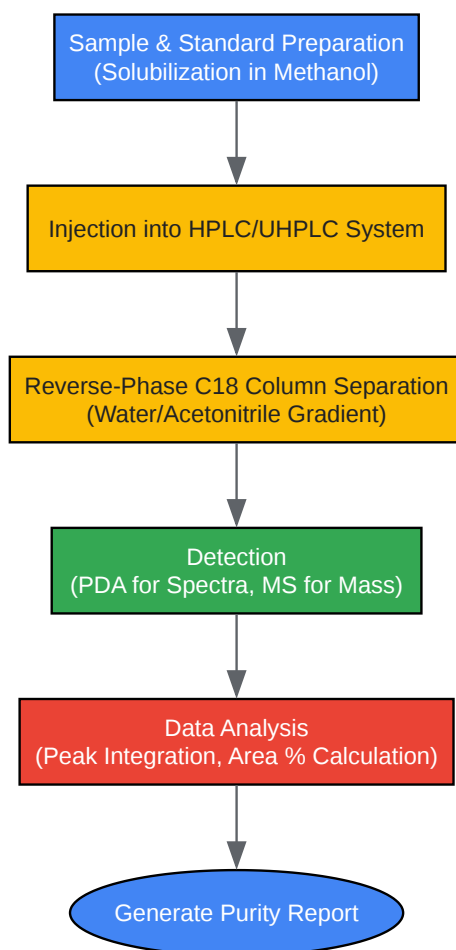 Sample & Standard Preparation
(Solubilization in Methanol)
Injection into HPLC/UHPLC System
Reverse-Phase C18 Column Separation
(Water/Acetonitrile Gradient)
Detection
(PDA for Spectra, MS for Mass)
Data Analysis
(Peak Integration, Area % Calculation)
Generate Purity Report